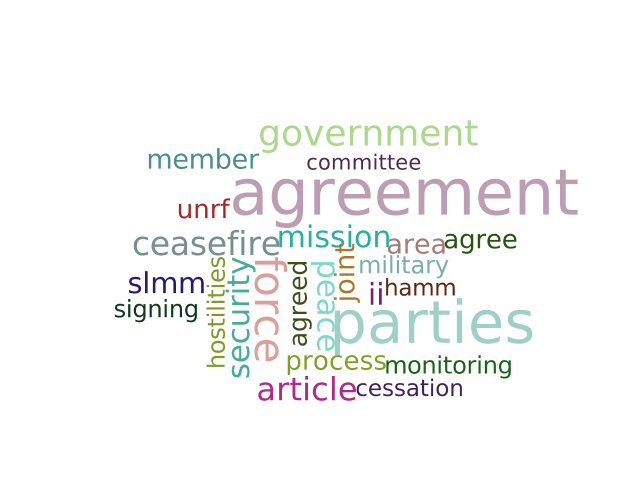 government
member
committee
agreement
unrf
mission
ceasefire
area
agree
joint
military
force
peace
security
hostilities
agreed
slmm
ii
hamm
signing
parties
process
monitoring
article
cessation